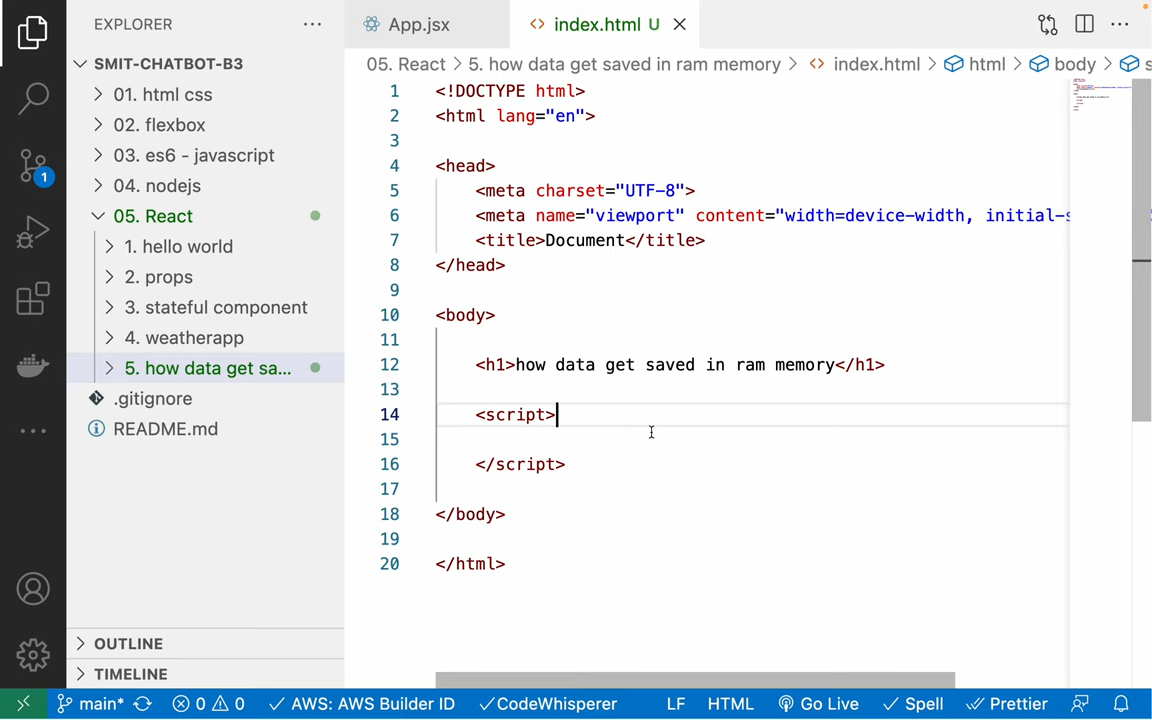 EXPLORER
SMIT-CHATBOT-B3
01. html css
02. flexbox
03. es6 - javascript
04. nodejs
05. React
1. hello world
2. props
3. stateful component
4. weatherapp
5. how data get sa...
.gitignore
README.md
OUTLINE
TIMELINE
1
App.jsx
index.html U
05. React > 5. how data get saved in ram memory > index.html > html > body > s
1 <!DOCTYPE html>
2 <html lang="en">
3
4 <head>
5 <meta charset="UTF-8">
6 <meta name="viewport" content="width=device-width, initial-s
7 <title>Document</title>
8 </head>
9
10 <body>
11
12 <h1>how data get saved in ram memory</h1>
13
14 <script>
15
16 </script>
17
18 </body>
19
20 </html>
main* 0 0 AWS: AWS Builder ID CodeWhisperer LF HTML Go Live Spell Prettier